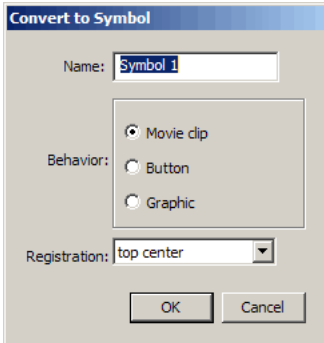 Convert to Symbol
Name: Symbol 1
Movie clip
Behavior: Button
Graphic
Registration: top center
OK Cancel